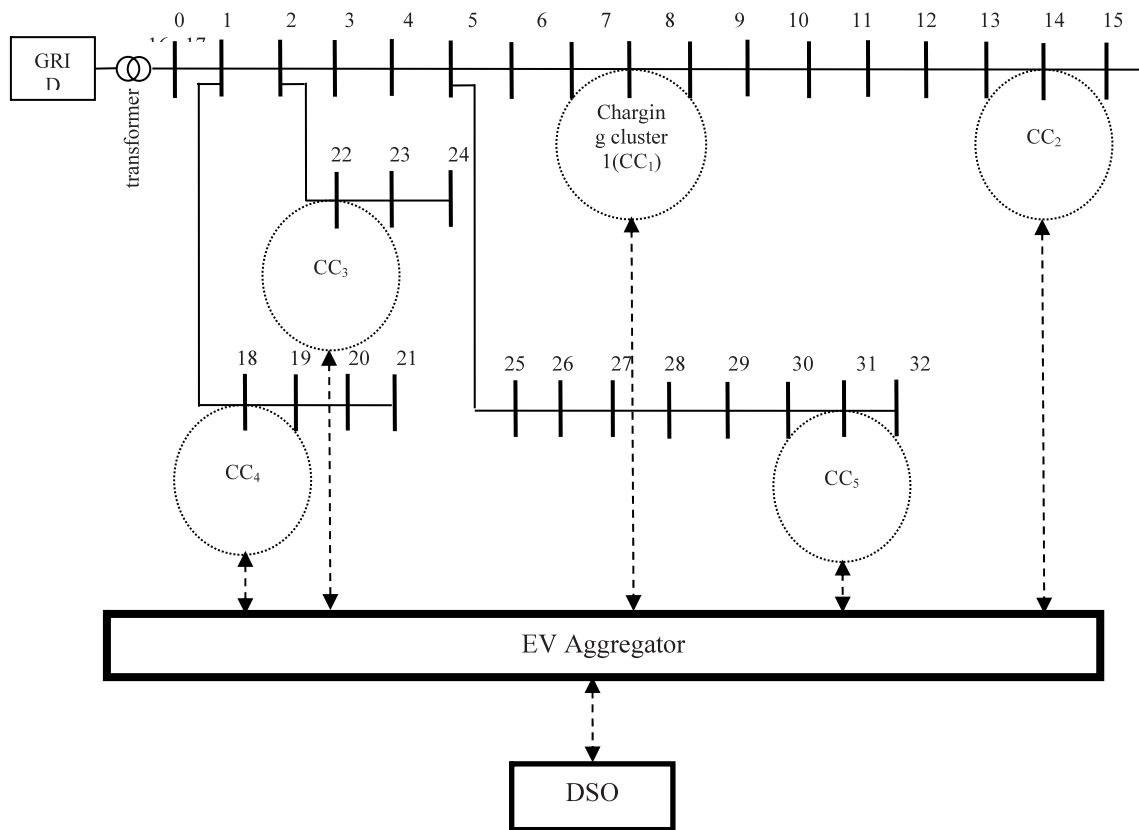 0 1 2 3 4 5 6 7 8 9 10 11 12 13 14 15
GRI
D
transformer
Chargin
g cluster
1(CC₁)
CC₂
22 23 24
CC₃
18 19 20 21
25 26 27 28 29 30 31 32
CC₄
CC₅
EV Aggregator
DSO